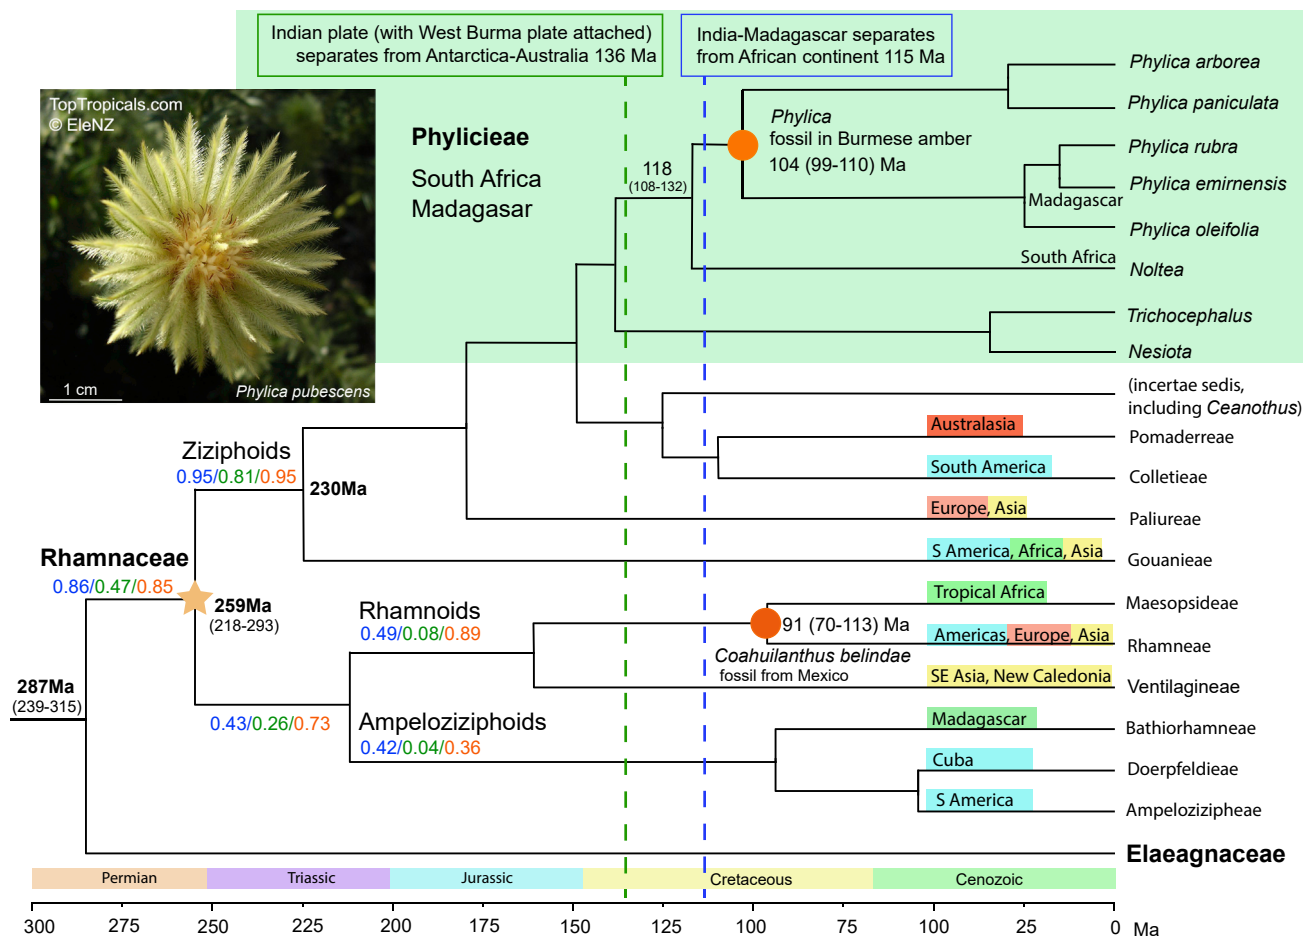 Indian plate (with West Burma plate attached)
separates from Antarctica-Australia 136 Ma
India-Madagascar separates
from African continent 115 Ma
TopTropicals.com
© EleNZ
1 cm
Phylica pubescens
Phylicieae
South Africa
Madagasar
118
(108-132)
Phylica
fossil in Burmese amber
104 (99-110) Ma
Phylica arborea
Phylica paniculata
Phylica rubra
Phylica emirnensis
Madagascar
Phylica oleifolia
South Africa
Noltea
Trichocephalus
Nesiota
(incertae sedis,
including Ceanothus)
Australasia
Pomaderreae
South America
Colletieae
Europe, Asia
Paliureae
S America, Africa, Asia
Gouanieae
Ziziphoids
0.95/0.81/0.95
230Ma
Rhamnaceae
0.86/0.47/0.85
259Ma
(218-293)
Rhamnoids
0.49/0.08/0.89
91 (70-113) Ma
Coahuilanthus belindae
fossil from Mexico
Tropical Africa
Maesopsideae
Americas, Europe, Asia
Rhamneae
SE Asia, New Caledonia
Ventilagineae
287Ma
(239-315)
0.43/0.26/0.73
Ampeloziziphoids
0.42/0.04/0.36
Madagascar
Bathiorhamneae
Cuba
Doerpfeldieae
S America
Ampelozizipheae
Elaeagnaceae
Permian
Triassic
Jurassic
Cretaceous
Cenozoic
300 275 250 225 200 175 150 125 100 75 100 25 0 Ma